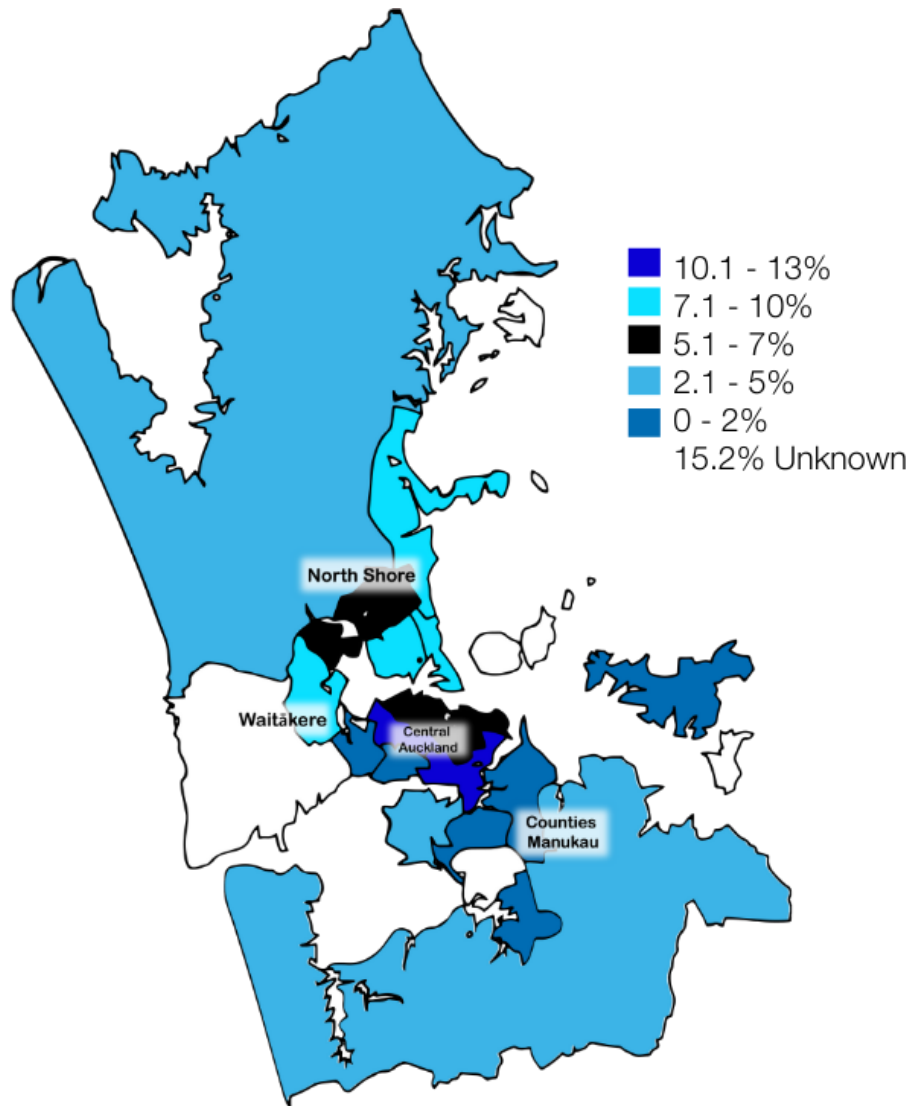 10.1 - 13%
7.1 - 10%
5.1 - 7%
2.1 - 5%
0 - 2%
15.2% Unknown
North Shore
Waitākere
Central
Auckland
Counties
Manukau